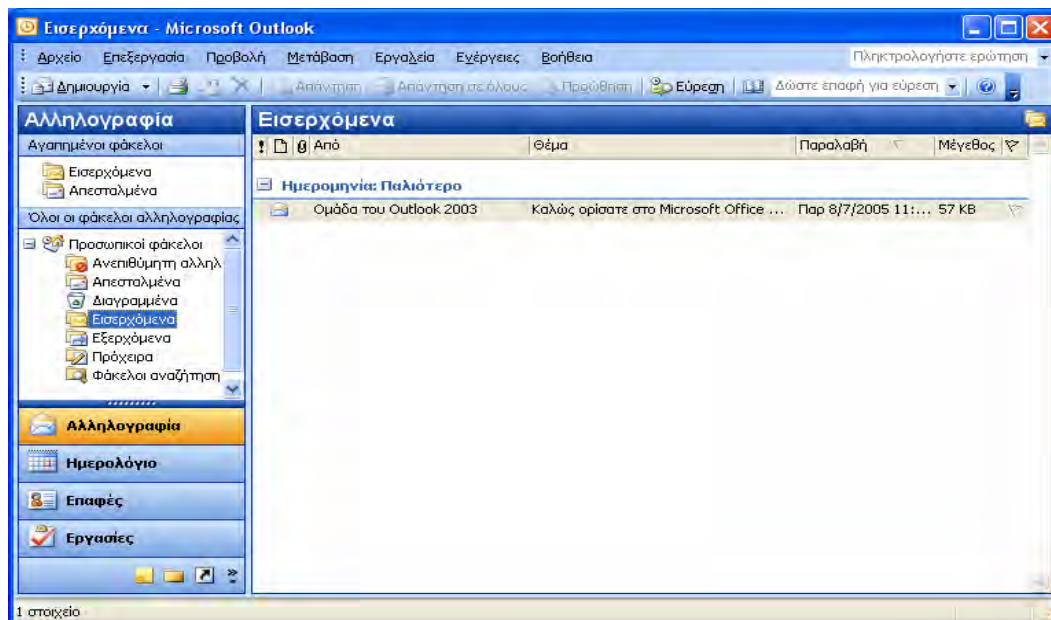 Εισερχόμενα - Microsoft Outlook
Αρχείο Επεξεργασία Προβολή Μετάβαση Εργαλεία Ενέργειες Βοήθεια Πληκτρολογήστε ερώτηση
Δημιουργία Απάντηση Απάντηση σε όλους Προώθηση Εύρεση Δώστε επαφή για εύρεση
Αλληλογραφία
Αγαπημένοι φάκελοι
Εισερχόμενα
Απεσταλμένα
Όλοι οι φάκελοι αλληλογραφίας
Προσωπικοί φάκελοι
Ανεπιθύμητη αλληλ
Απεσταλμένα
Διαγραμμένα
Εισερχόμενα
Εξερχόμενα
Πρόχειρα
Φάκελοι αναζήτηση
Αλληλογραφία
Ημερολόγιο
Επαφές
Εργασίες
Εισερχόμενα
Από Θέμα Παραλαβή Μέγεθος
Ημερομηνία: Παλιότερο
Ομάδα του Outlook 2003 Καλώς ορίσατε στο Microsoft Office ... Παρ 8/7/2005 11:... 57 KB
1 στοιχείο